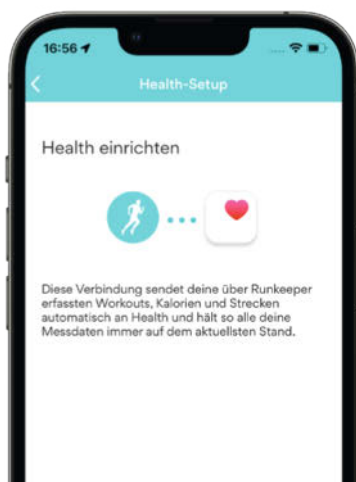 16:56
Health-Setup
Health einrichten
Diese Verbindung sendet deine über Runkeeper
erfassten Workouts, Kalorien und Strecken
automatisch an Health und hält so alle deine
Messdaten immer auf dem aktuellsten Stand.